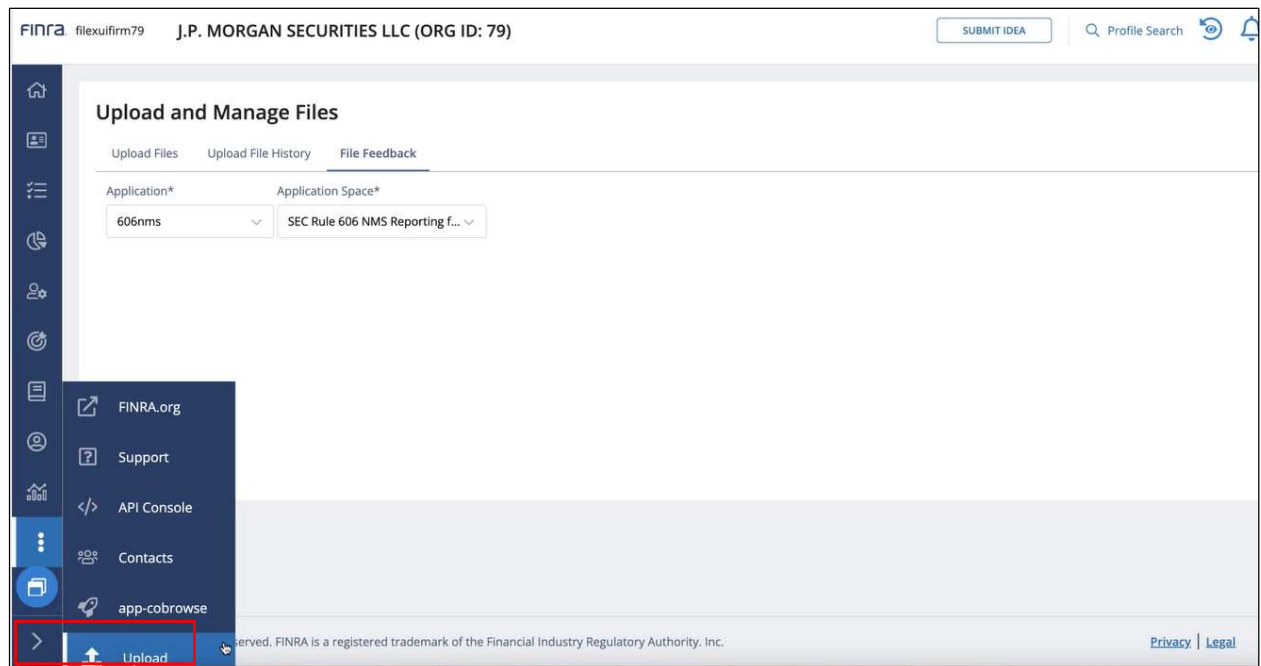 Finra filexuifirm79 J.P. MORGAN SECURITIES LLC (ORG ID: 79) SUBMIT IDEA Profile Search
Upload and Manage Files
Upload Files Upload File History File Feedback
Application* Application Space*
606nms SEC Rule 606 NMS Reporting f...
FINRA.org
Support
API Console
Contacts
app-cobrowse
Upload
served. FINRA is a registered trademark of the Financial Industry Regulatory Authority. Inc. Privacy | Legal